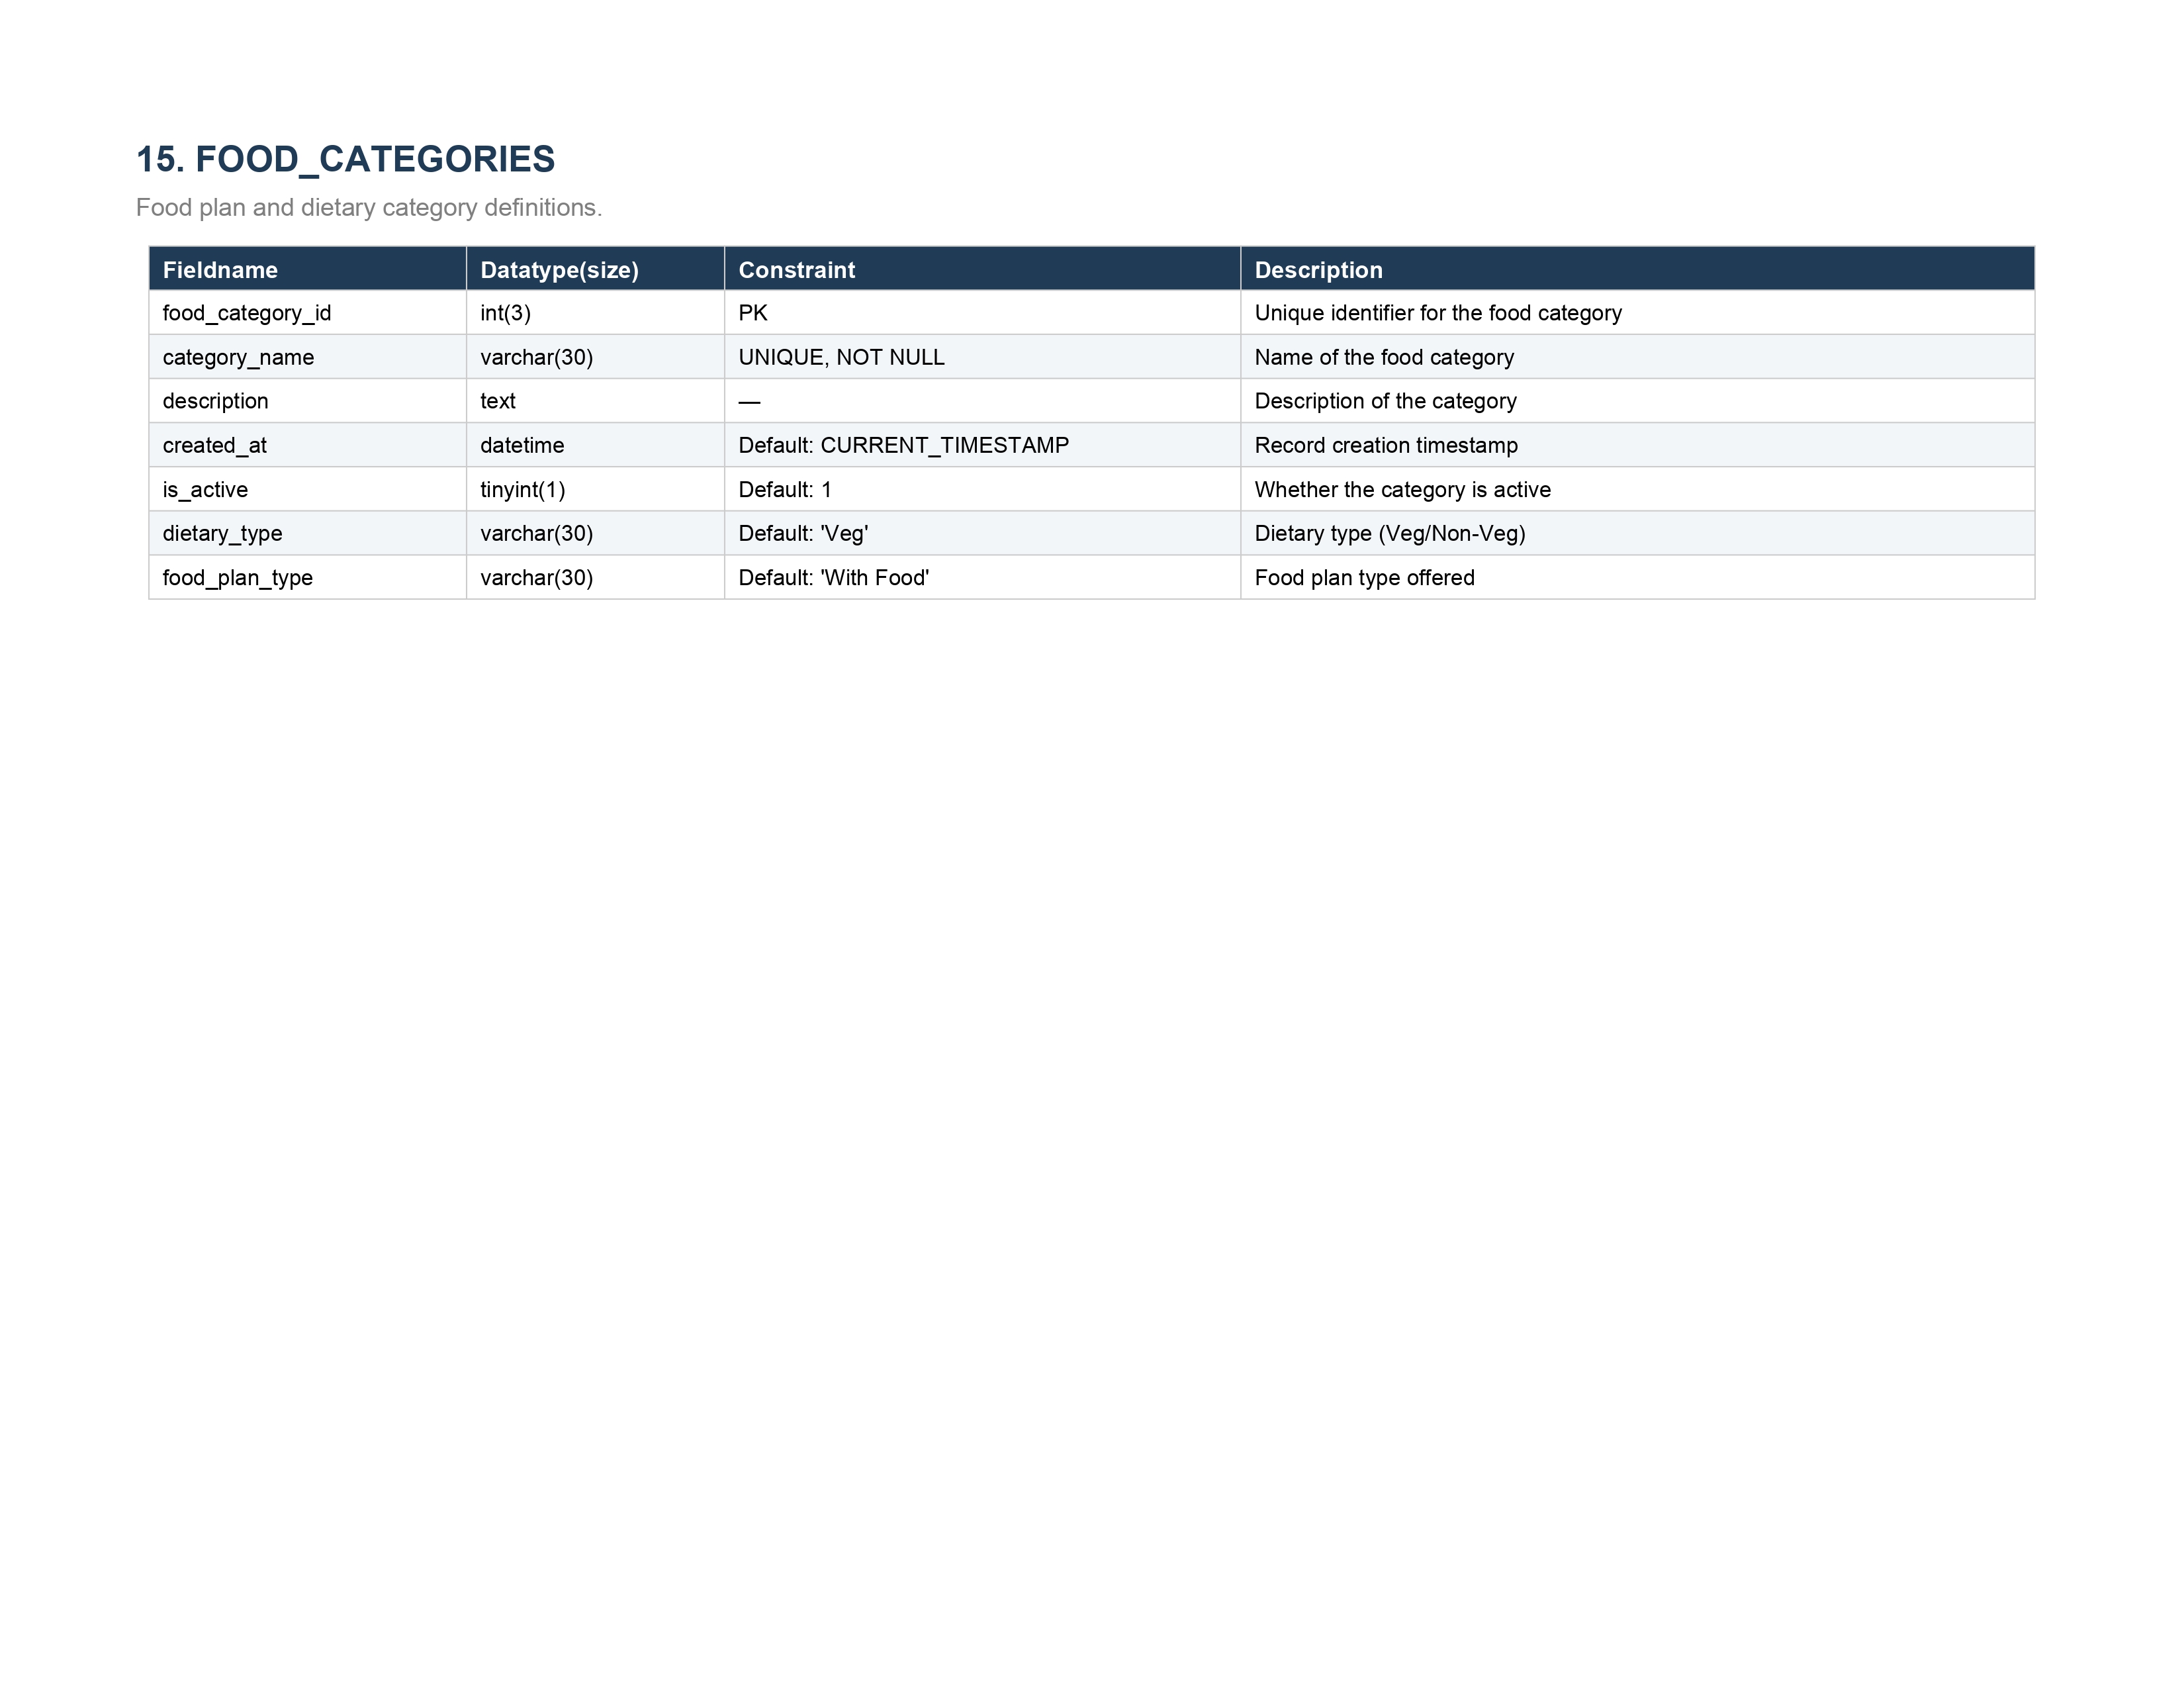 15. FOOD_CATEGORIES
Food plan and dietary category definitions.
Fieldname Datatype(size) Constraint Description
food_category_id int(3) PK Unique identifier for the food category
category_name varchar(30) UNIQUE, NOT NULL Name of the food category
description text — Description of the category
created_at datetime Default: CURRENT_TIMESTAMP Record creation timestamp
is_active tinyint(1) Default: 1 Whether the category is active
dietary_type varchar(30) Default: 'Veg' Dietary type (Veg/Non-Veg)
food_plan_type varchar(30) Default: 'With Food' Food plan type offered